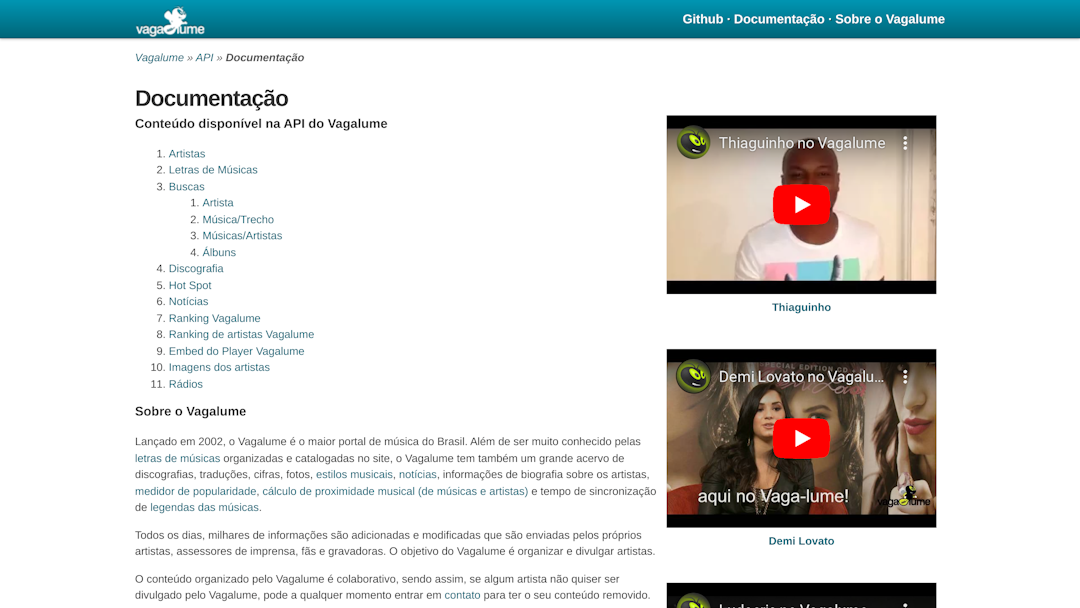 vagalume
Github · Documentação · Sobre o Vagalume
Vagalume » API » Documentação
Documentação
Conteúdo disponível na API do Vagalume
1. Artistas
2. Letras de Músicas
3. Buscas
1. Artista
2. Música/Trecho
3. Músicas/Artistas
4. Álbuns
4. Discografia
5. Hot Spot
6. Notícias
7. Ranking Vagalume
8. Ranking de artistas Vagalume
9. Embed do Player Vagalume
10. Imagens dos artistas
11. Rádios
Sobre o Vagalume
Lançado em 2002, o Vagalume é o maior portal de música do Brasil. Além de ser muito conhecido pelas
letras de músicas organizadas e catalogadas no site, o Vagalume tem também um grande acervo de
discografias, traduções, cifras, fotos, estilos musicais, notícias, informações de biografia sobre os artistas,
medidor de popularidade, cálculo de proximidade musical (de músicas e artistas) e tempo de sincronização
de legendas das músicas.
Todos os dias, milhares de informações são adicionadas e modificadas que são enviadas pelos próprios
artistas, assessores de imprensa, fãs e gravadoras. O objetivo do Vagalume é organizar e divulgar artistas.
O conteúdo organizado pelo Vagalume é colaborativo, sendo assim, se algum artista não quiser ser
divulgado pelo Vagalume, pode a qualquer momento entrar em contato para ter o seu conteúdo removido.
Thiaguinho no Vagalume
Thiaguinho
Demi Lovato no Vagalu...
EDITION CD
aqui no Vaga-lume!
vagalume
Demi Lovato
Ludacris no Vagalume